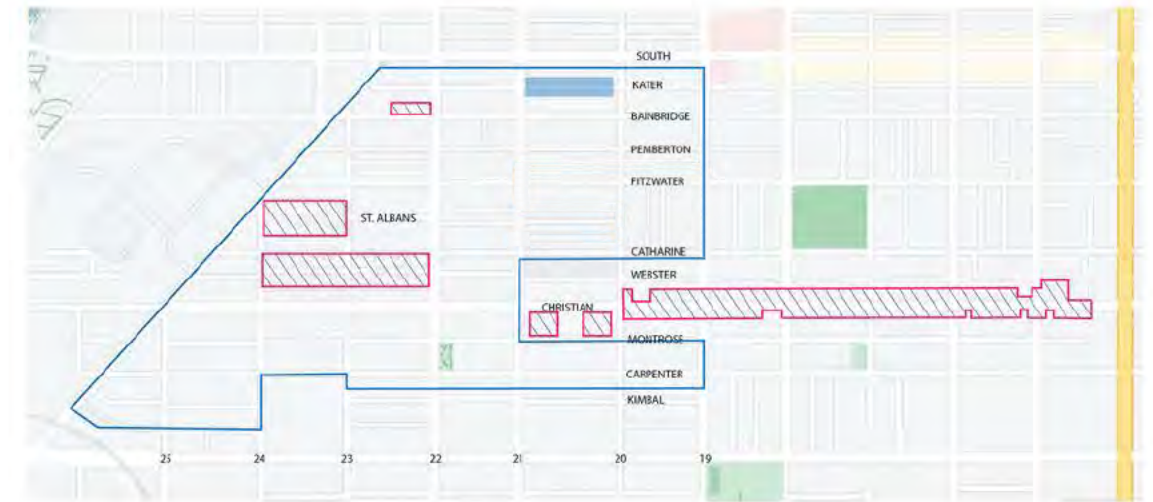 SOUTH
KATER
BAINBRIDGE
PEMBERTON
FITZWATER
ST. ALBANS
CATHARINE
WEBSTER
CHRISTIAN
MONTROSE
CARPENTER
KIMBAL
25 24 23 22 21 20 19